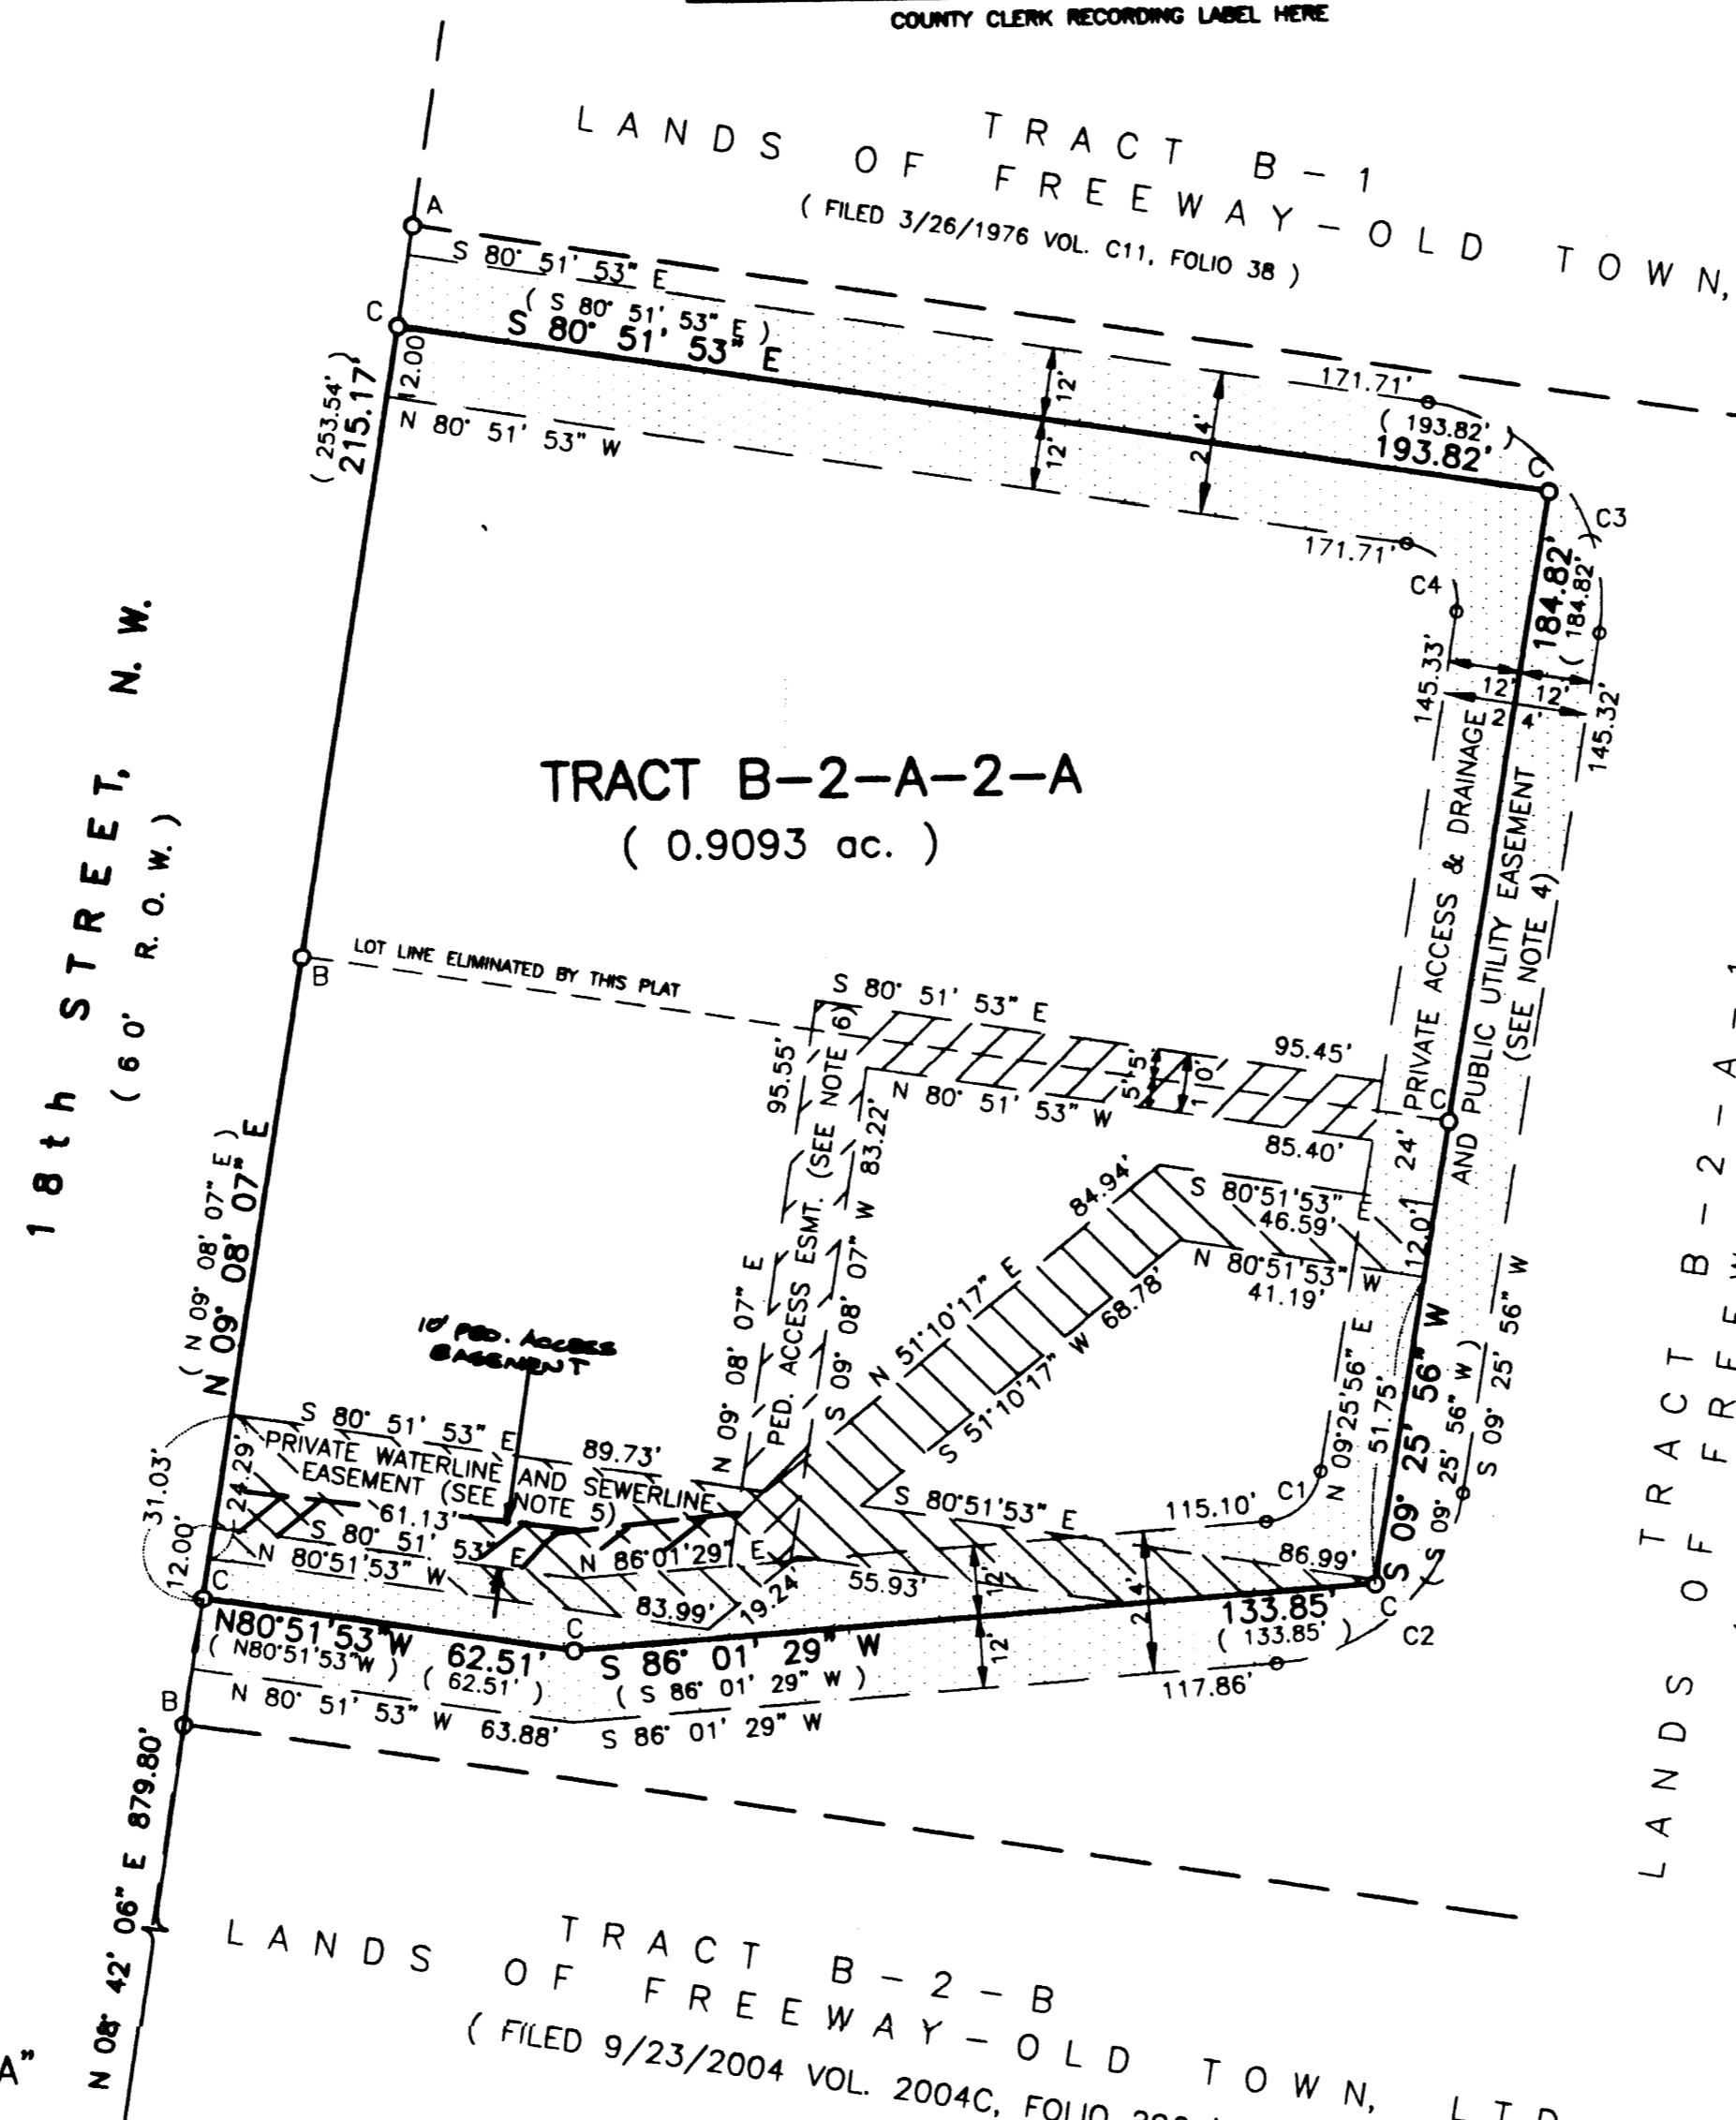 COUNTY CLERK RECORDING LABEL HERE
TRACT B-1
LANDS OF FREEWAY-OLD TOWN,
( FILED 3/26/1976 VOL. C11, FOLIO 38 )
A
S 80° 51' 53" E
( S 80° 51' 53" E )
S 80° 51' 53" E
C
12.00
N 80° 51' 53" W
( 253.54' )
215.17'
12'
12'
24'
171.71'
( 193.82' )
193.82'
C
C3
171.71'
C4
184.82'
( 184.82' )
145.33'
12' 12'
24'
145.32'
18th STREET, N. W.
( 60' R. O. W. )
TRACT B-2-A-2-A
( 0.9093 ac. )
24' PRIVATE ACCESS & DRAINAGE
AND PUBLIC UTILITY EASEMENT
(SEE NOTE 4)
B
LOT LINE ELIMINATED BY THIS PLAT
S 80° 51' 53" E
95.45'
95.55'
5' 5'
10'
N 80° 51' 53" W
85.40'
C
83.22'
PED. ACCESS ESMT. (SEE NOTE 6)
N 09° 08' 07" E
S 09° 08' 07" W
84.94'
N 51°10'17" E
S 51°10'17" W
68.78'
S 80°51'53" E
46.59'
N 80°51'53" W
41.19'
12.0'
( N 09° 08' 07" E )
N 09° 08' 07" E
10' PED. ACCESS
EASEMENT
S 80° 51' 53" E
89.73'
PRIVATE WATERLINE AND SEWERLINE
EASEMENT (SEE NOTE 5)
31.03'
24.29'
12.00'
61.13'
S 80° 51' 53" E
N 80°51'53" W
N 86°01'29" E
83.99'
19.24'
55.93'
S 80°51'53" E
115.10'
C1
86.99'
N 09°25'56" E
51.75'
S 09° 25' 56" W
( S 09° 25' 56" W )
S 09° 25' 56" W
12'
24'
12'
C
N80°51'53"W 62.51'
( N80°51'53"W ) ( 62.51' )
C
S 86° 01' 29" W
( S 86° 01' 29" W )
133.85'
( 133.85' )
C
C2
117.86'
N 80° 51' 53" W 63.88'
S 86° 01' 29" W
B
N 08° 42' 06" E 879.80'
TRACT B-2-B
LANDS OF FREEWAY-OLD TOWN, LTD
( FILED 9/23/2004 VOL. 2004C, FOLIO
TRACT B-2-A-1
LANDS OF FREEW
A"